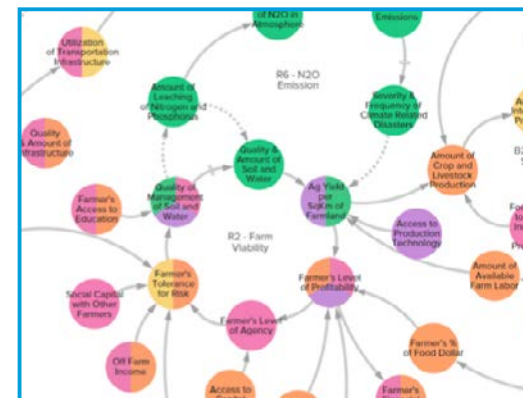 of N2O in
Atmosphere
Emissions
Utilization
of Transportation
Infrastructure
R6 - N2O
Emission
Amount of
Leaching
of Nitrogen and
Phosphorus
Severity &
Frequency of
Climate Related
Disasters
Quality
& Amount of
Infrastructure
Quality &
Amount of
Soil and
Water
Amount of
Crop and
Livestock
Production
Farmer's
Access to
Education
Quality of
Management
of Soil and
Water
Ag Yield
per
SqKm of
Farmland
Access to
Production
Technology
R2 - Farm
Viability
Farmer's
Tolerance
for Risk
Farmer's Level
of Profitability
Amount of
Available
Farm Labor
Social Capital
with Other
Farmers
Farmer's Level
of Agency
Farmer's %
of Food Dollar
Off Farm
Income
Access to
Farmer's